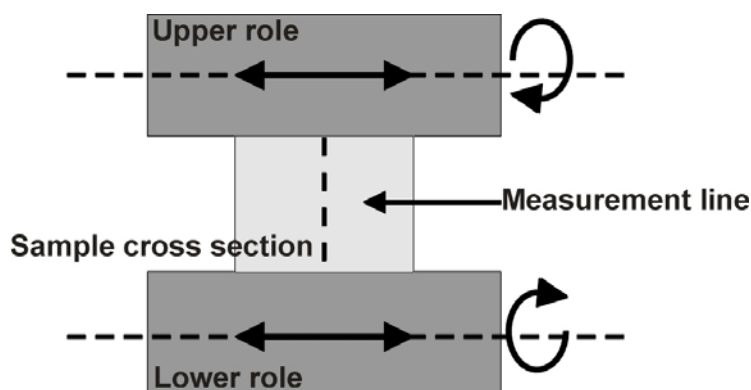 Upper role
Measurement line
Sample cross section
Lower role